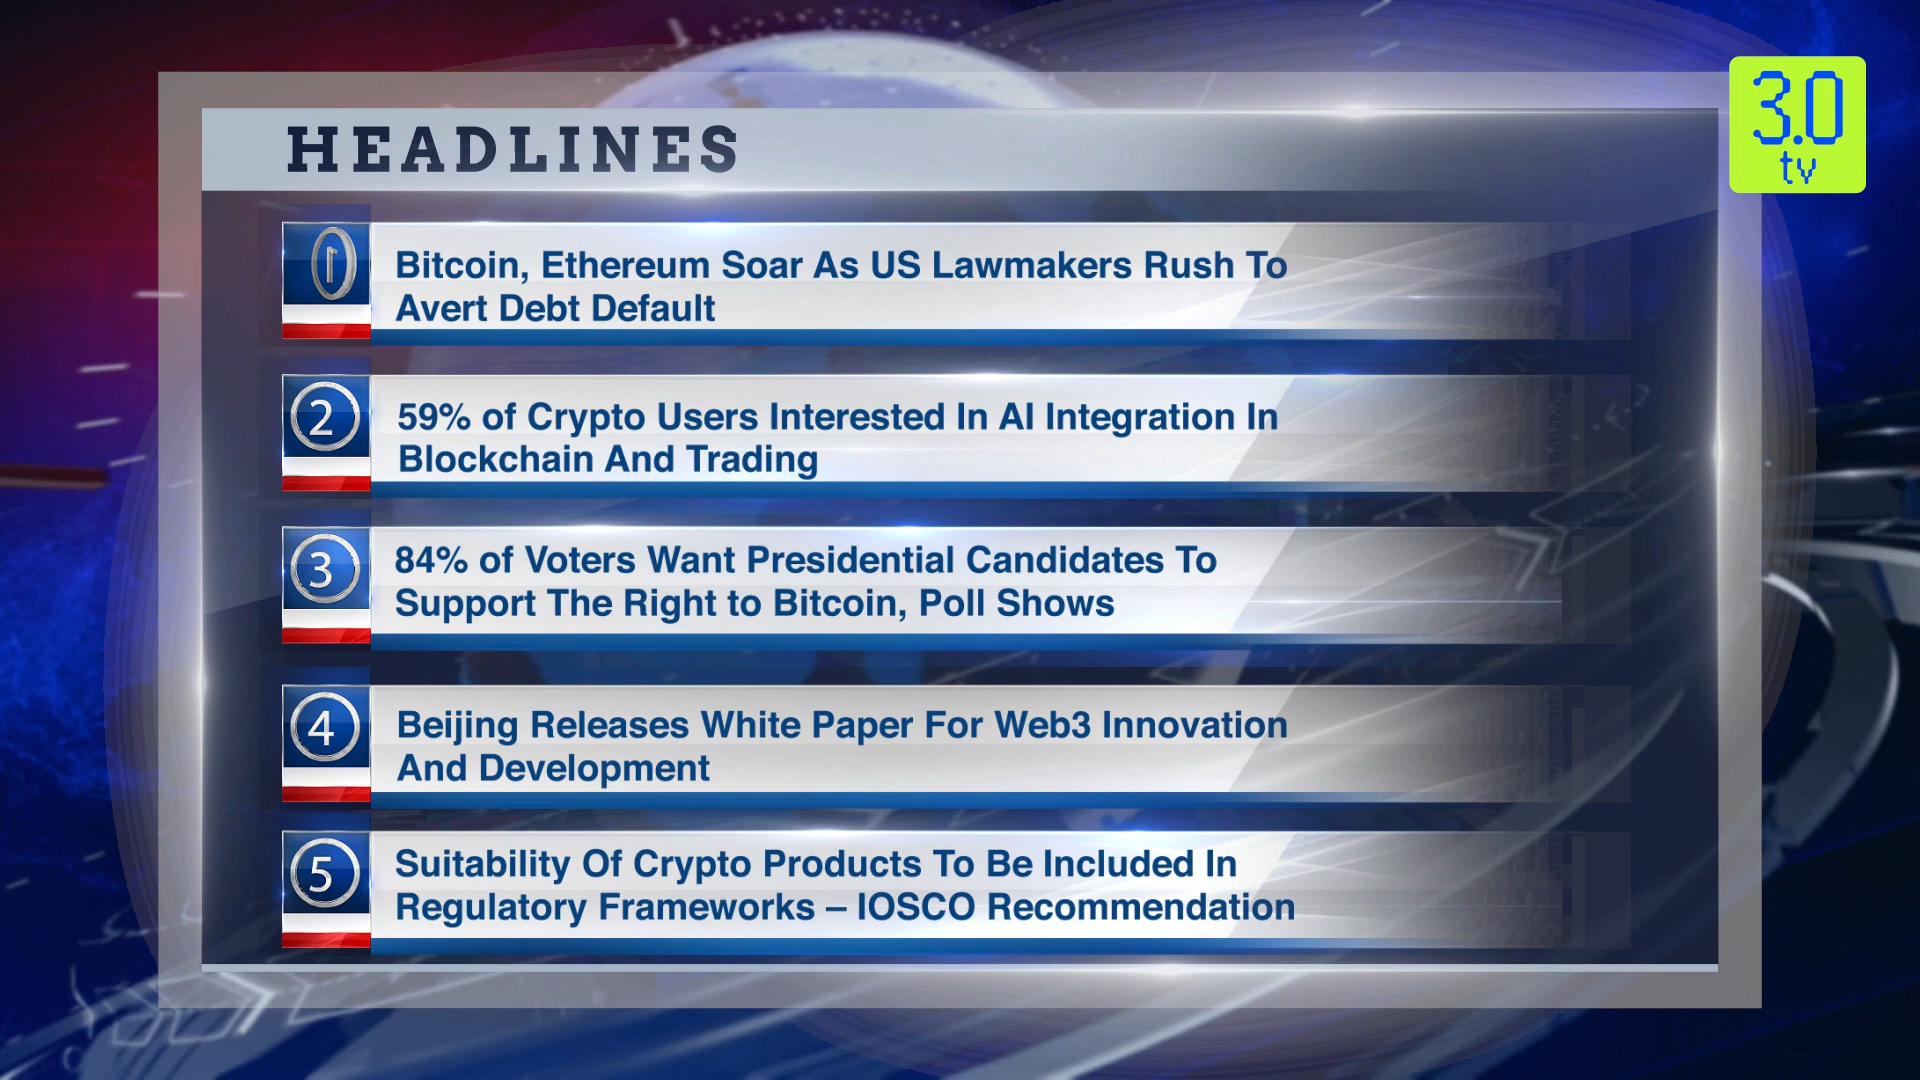 HEADLINES
3.0
tv
1
Bitcoin, Ethereum Soar As US Lawmakers Rush To
Avert Debt Default
2
59% of Crypto Users Interested In AI Integration In
Blockchain And Trading
3
84% of Voters Want Presidential Candidates To
Support The Right to Bitcoin, Poll Shows
4
Beijing Releases White Paper For Web3 Innovation
And Development
5
Suitability Of Crypto Products To Be Included In
Regulatory Frameworks – IOSCO Recommendation